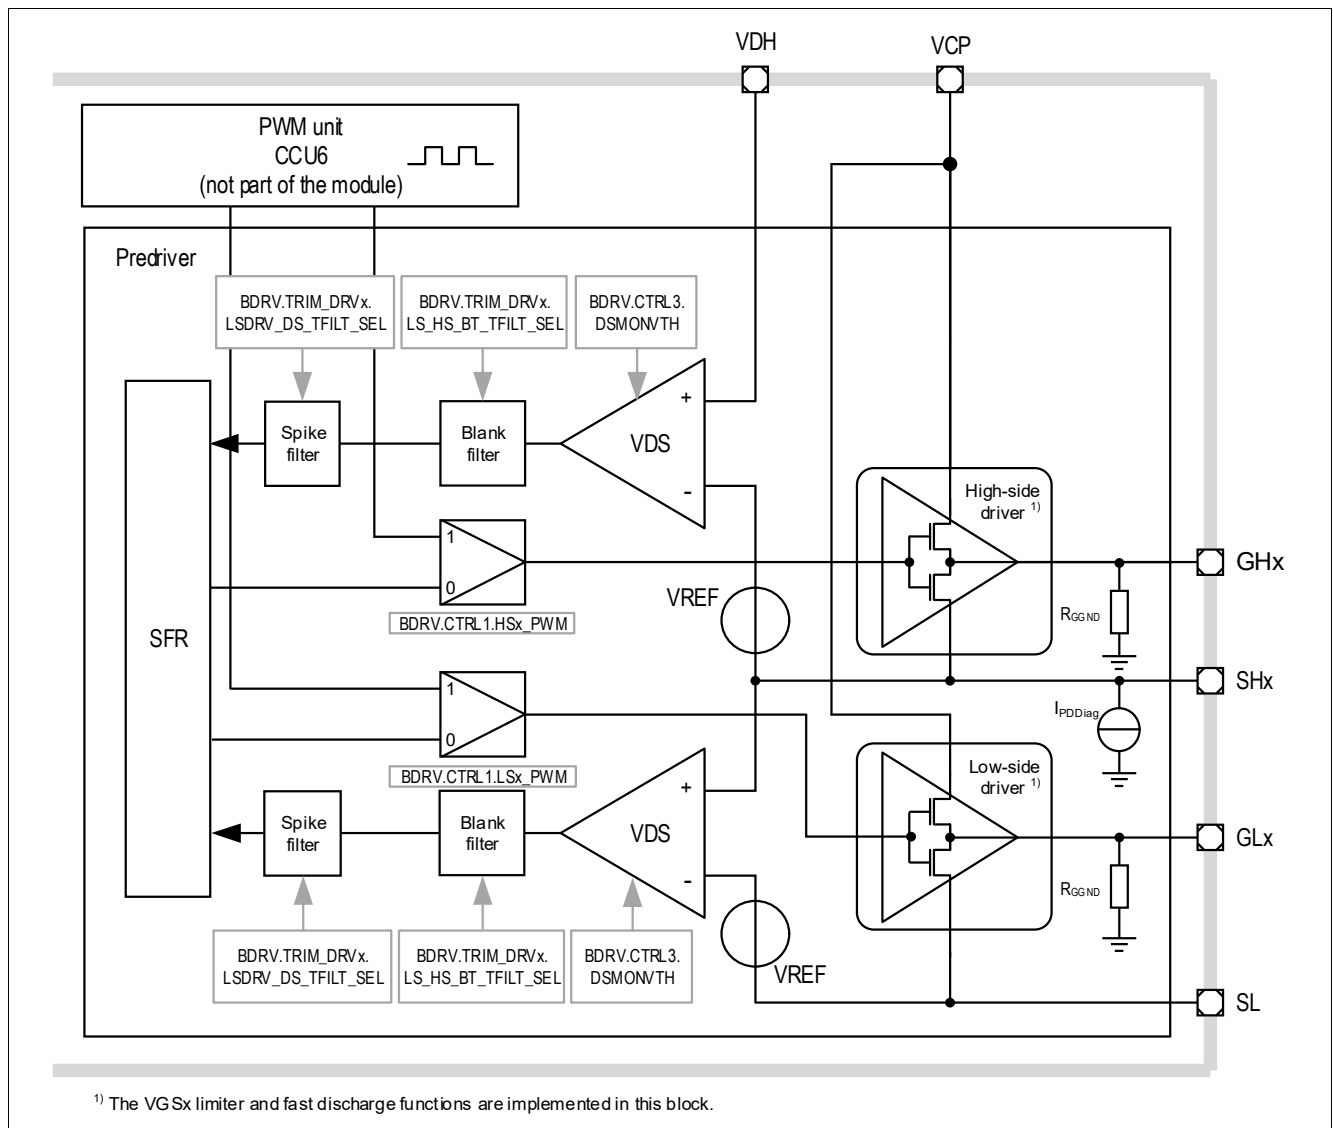 VDH
VCP
PWM unit
CCU6
(not part of the module)
Predriver
BDRV.TRIM_DRVx.
LSDRV_DS_TFILT_SEL
BDRV.TRIM_DRVx.
LS_HS_BT_TFILT_SEL
BDRV.CTRL3.
DSMONVTH
Spike
filter
Blank
filter
VDS
+
-
High-side
driver 1)
1
0
BDRV.CTRL1.HSx_PWM
VREF
GHx
RGGND
SFR
SHx
1
0
BDRV.CTRL1.LSx_PWM
IPDDiag
Low-side
driver 1)
Spike
filter
Blank
filter
VDS
+
-
GLx
RGGND
BDRV.TRIM_DRVx.
LSDRV_DS_TFILT_SEL
BDRV.TRIM_DRVx.
LS_HS_BT_TFILT_SEL
BDRV.CTRL3.
DSMONVTH
VREF
SL
1) The VGSx limiter and fast discharge functions are implemented in this block.